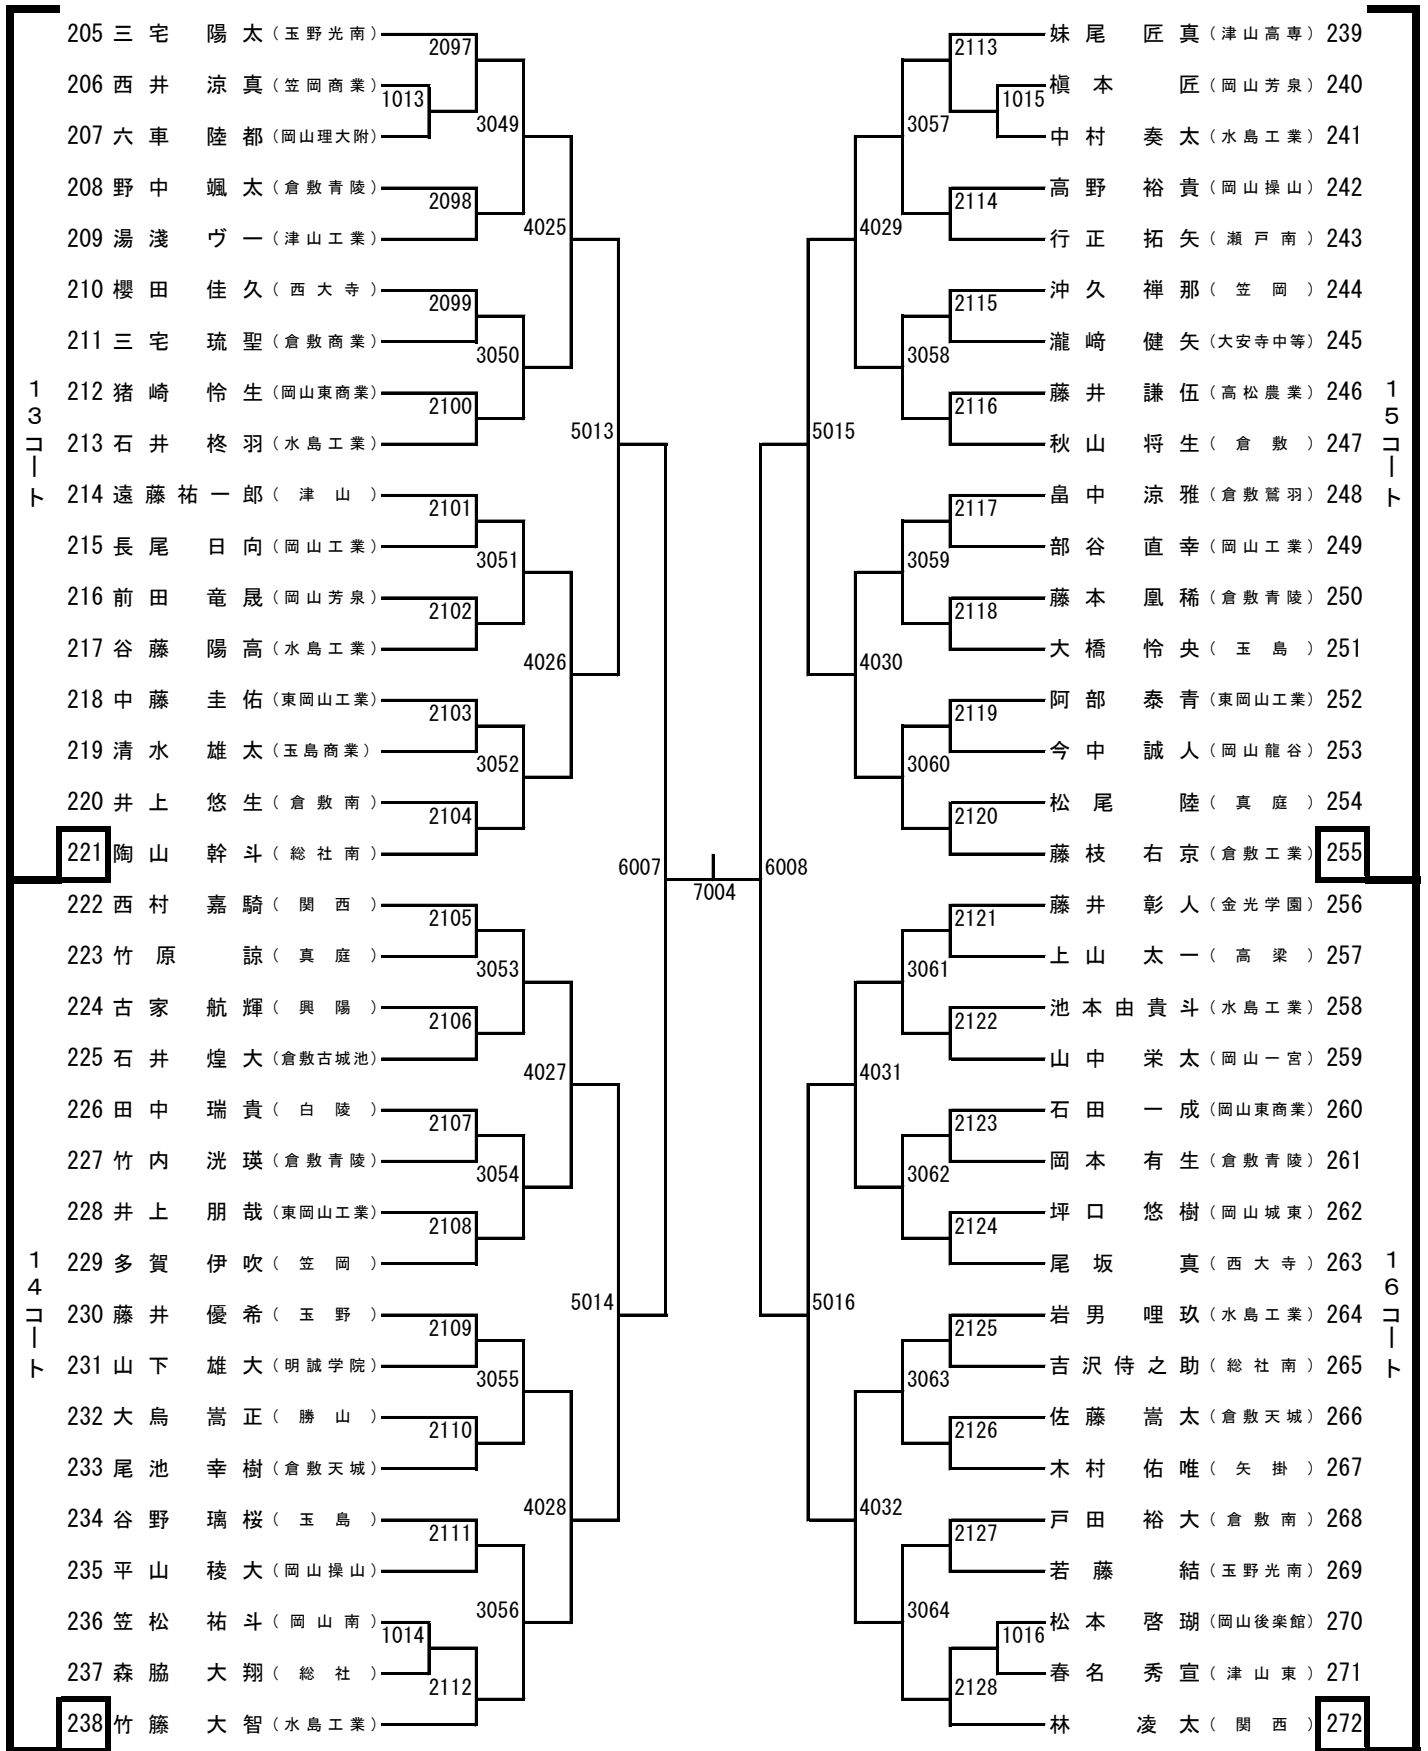 205 三宅 陽太 (玉野光南)
206 西井 涼真 (笠岡商業)
207 六車 陸都 (岡山理大附)
208 野中 颯太 (倉敷青陵)
209 湯淺 ヴ一 (津山工業)
210 櫻田 佳久 (西大寺)
211 三宅 琉聖 (倉敷商業)
212 猪崎 怜生 (岡山東商業)
213 石井 柊羽 (水島工業)
214 遠藤祐一郎 (津山)
215 長尾 日向 (岡山工業)
216 前田 竜晟 (岡山芳泉)
217 谷藤 陽高 (水島工業)
218 中藤 圭佑 (東岡山工業)
219 清水 雄太 (玉島商業)
220 井上 悠生 (倉敷南)
221 陶山 幹斗 (総社南)
13コート
222 西村 嘉騎 (関西)
223 竹原 諒 (真庭)
224 古家 航輝 (興陽)
225 石井 煌大 (倉敷古城池)
226 田中 瑞貴 (白陵)
227 竹内 洸瑛 (倉敷青陵)
228 井上 朋哉 (東岡山工業)
229 多賀 伊吹 (笠岡)
230 藤井 優希 (玉野)
231 山下 雄大 (明誠学院)
232 大烏 嵩正 (勝山)
233 尾池 幸樹 (倉敷天城)
234 谷野 璃桜 (玉島)
235 平山 稜大 (岡山操山)
236 笠松 祐斗 (岡山南)
237 森脇 大翔 (総社)
238 竹籐 大智 (水島工業)
14コート
1013
1014
2097
2098
2099
2100
2101
2102
2103
2104
2105
2106
2107
2108
2109
2110
2111
2112
3049
3050
3051
3052
3053
3054
3055
3056
4025
4026
4027
4028
5013
5014
6007
7004
6008
5015
5016
4029
4030
4031
4032
3057
3058
3059
3060
3061
3062
3063
3064
2113
2114
2115
2116
2117
2118
2119
2120
2121
2122
2123
2124
2125
2126
2127
2128
1015
1016
妹尾 匠真 (津山高専) 239
槇本 匠 (岡山芳泉) 240
中村 奏太 (水島工業) 241
高野 裕貴 (岡山操山) 242
行正 拓矢 (瀬戸南) 243
沖久 禅那 (笠岡) 244
瀧﨑 健矢 (大安寺中等) 245
藤井 謙伍 (高松農業) 246
秋山 将生 (倉敷) 247
畠中 涼雅 (倉敷鷲羽) 248
部谷 直幸 (岡山工業) 249
藤本 凰稀 (倉敷青陵) 250
大橋 怜央 (玉島) 251
阿部 泰青 (東岡山工業) 252
今中 誠人 (岡山龍谷) 253
松尾 陸 (真庭) 254
藤枝 右京 (倉敷工業) 255
15コート
藤井 彰人 (金光学園) 256
上山 太一 (高梁) 257
池本由貴斗 (水島工業) 258
山中 栄太 (岡山一宮) 259
石田 一成 (岡山東商業) 260
岡本 有生 (倉敷青陵) 261
坪口 悠樹 (岡山城東) 262
尾坂 真 (西大寺) 263
岩男 哩玖 (水島工業) 264
吉沢侍之助 (総社南) 265
佐藤 嵩太 (倉敷天城) 266
木村 佑唯 (矢掛) 267
戸田 裕大 (倉敷南) 268
若藤 結 (玉野光南) 269
松本 啓瑚 (岡山後楽館) 270
春名 秀宣 (津山東) 271
林 凌太 (関西) 272
16コート